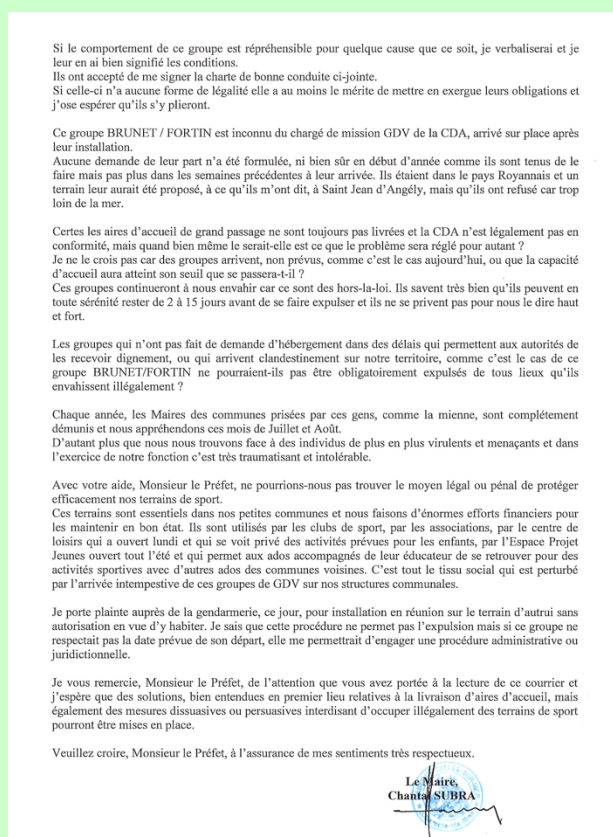 Si le comportement de ce groupe est répréhensible pour quelque cause que ce soit, je verbaliserai et je
leur en ai bien signifié les conditions.
Ils ont accepté de me signer la charte de bonne conduite ci-jointe.
Si celle-ci n'a aucune forme de légalité elle a au moins le mérite de mettre en exergue leurs obligations et
j'ose espérer qu'ils s'y plieront.
Ce groupe BRUNET / FORTIN est inconnu du chargé de mission GDV de la CDA, arrivé sur place après
leur installation.
Aucune demande de leur part n'a été formulée, ni bien sûr en début d'année comme ils sont tenus de le
faire mais pas plus dans les semaines précédentes à leur arrivée. Ils étaient dans le pays Royannais et un
terrain leur aurait été proposé, à ce qu'ils m'ont dit, à Saint Jean d'Angély, mais qu'ils ont refusé car trop
loin de la mer.
Certes les aires d'accueil de grand passage ne sont toujours pas livrées et la CDA n'est légalement pas en
conformité, mais quand bien même le serait-elle est ce que le problème sera réglé pour autant ?
Je ne le crois pas car des groupes arrivent, non prévus, comme c'est le cas aujourd'hui, ou que la capacité
d'accueil aura atteint son seuil que se passera-t-il ?
Ces groupes continueront à nous envahir car ce sont des hors-la-loi. Ils savent très bien qu'ils peuvent en
toute sérénité rester de 2 à 15 jours avant de se faire expulser et ils ne se privent pas pour nous le dire haut
et fort.
Les groupes qui n'ont pas fait de demande d'hébergement dans des délais qui permettent aux autorités de
les recevoir dignement, ou qui arrivent clandestinement sur notre territoire, comme c'est le cas de ce
groupe BRUNET/FORTIN ne pourraient-ils pas être obligatoirement expulsés de tous lieux qu'ils
envahissent illégalement ?
Chaque année, les Maires des communes prisées par ces gens, comme la mienne, sont complétement
démunis et nous appréhendons ces mois de Juillet et Août.
D'autant plus que nous nous trouvons face à des individus de plus en plus virulents et menaçants et dans
l'exercice de notre fonction c'est très traumatisant et intolérable.
Avec votre aide, Monsieur le Préfet, ne pourrions-nous pas trouver le moyen légal ou pénal de protéger
efficacement nos terrains de sport.
Ces terrains sont essentiels dans nos petites communes et nous faisons d'énormes efforts financiers pour
les maintenir en bon état. Ils sont utilisés par les clubs de sport, par les associations, par le centre de
loisirs qui a ouvert lundi et qui se voit privé des activités prévues pour les enfants, par l'Espace Projet
Jeunes ouvert tout l'été et qui permet aux ados accompagnés de leur éducateur de se retrouver pour des
activités sportives avec d'autres ados des communes voisines. C'est tout le tissu social qui est perturbé
par l'arrivée intempestive de ces groupes de GDV sur nos structures communales.
Je porte plainte auprès de la gendarmerie, ce jour, pour installation en réunion sur le terrain d'autrui sans
autorisation en vue d'y habiter. Je sais que cette procédure ne permet pas l'expulsion mais si ce groupe ne
respectait pas la date prévue de son départ, elle me permettrait d'engager une procédure administrative ou
juridictionnelle.
Je vous remercie, Monsieur le Préfet, de l'attention que vous avez portée à la lecture de ce courrier et
j'espère que des solutions, bien entendues en premier lieu relatives à la livraison d'aires d'accueil, mais
également des mesures dissuasives ou persuasives interdisant d'occuper illégalement des terrains de sport
pourront être mises en place.
Veuillez croire, Monsieur le Préfet, à l'assurance de mes sentiments très respectueux.
Le Maire,
Chantal SUBRA